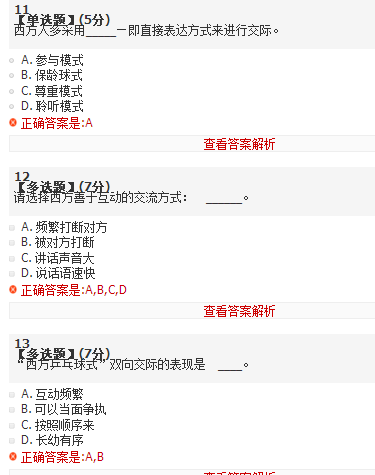 11
【单选题】(5分)
西方人多采用_____—即直接表达方式来进行交际。
A. 参与模式
B. 保龄球式
C. 尊重模式
D. 聆听模式
正确答案是:A
查看答案解析
12
【多选题】(7分)
请选择西方善于互动的交流方式： ______。
A. 频繁打断对方
B. 被对方打断
C. 讲话声音大
D. 说话语速快
正确答案是:A,B,C,D
查看答案解析
13
【多选题】(7分)
“西方乒乓球式”双向交际的表现是 ____。
A. 互动频繁
B. 可以当面争执
C. 按照顺序来
D. 长幼有序
正确答案是:A,B
查看答案解析